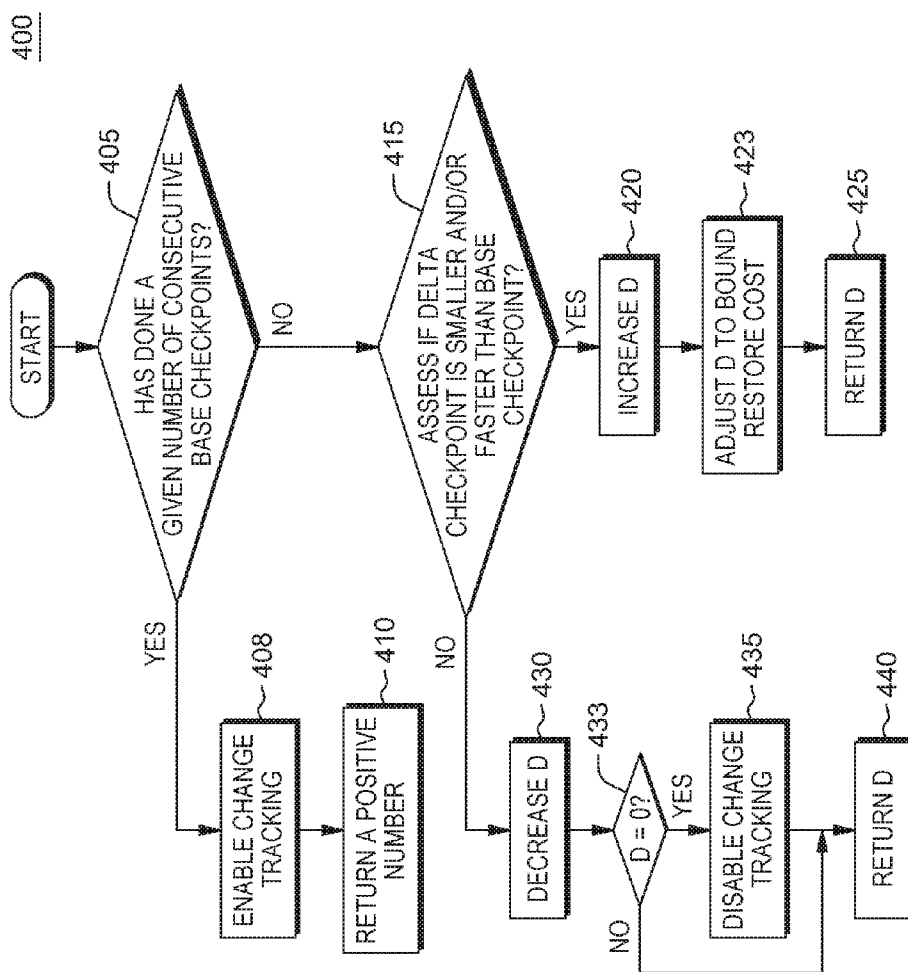 400
START
HAS DONE A
GIVEN NUMBER OF CONSECUTIVE
BASE CHECKPOINTS?
405
YES
NO
ENABLE CHANGE
TRACKING
408
RETURN A POSITIVE
NUMBER
410
ASSESS IF DELTA
CHECKPOINT IS SMALLER AND/OR
FASTER THAN BASE
CHECKPOINT?
415
NO
YES
INCREASE D
420
ADJUST D TO BOUND
RESTORE COST
423
RETURN D
425
DECREASE D
430
D = 0?
433
NO
YES
DISABLE CHANGE
TRACKING
435
RETURN D
440